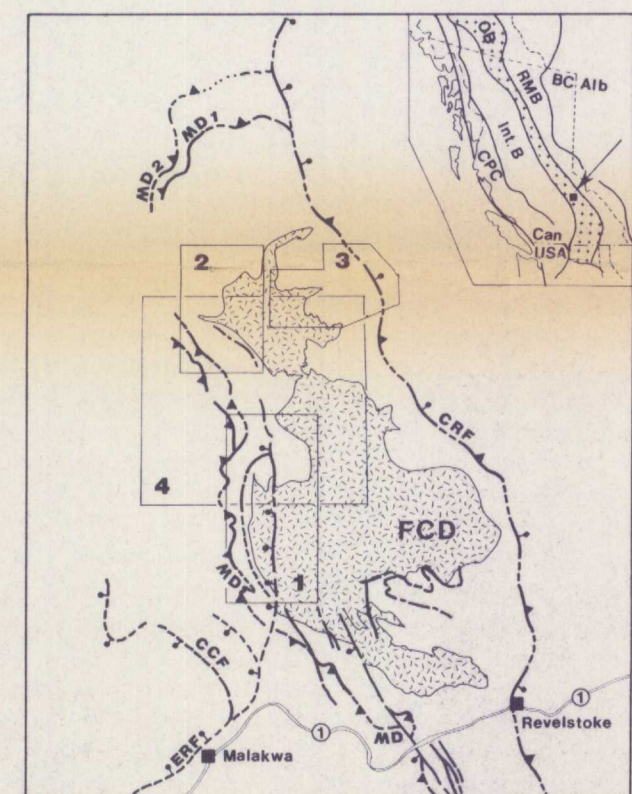 OB
RMB
BC
Alb
Int. B
CPC
Can
USA
MD1
MD2
2
3
4
CRF
FCD
1
MD
CCF
ERF?
Malakwa
1
MD
1
Revelstoke